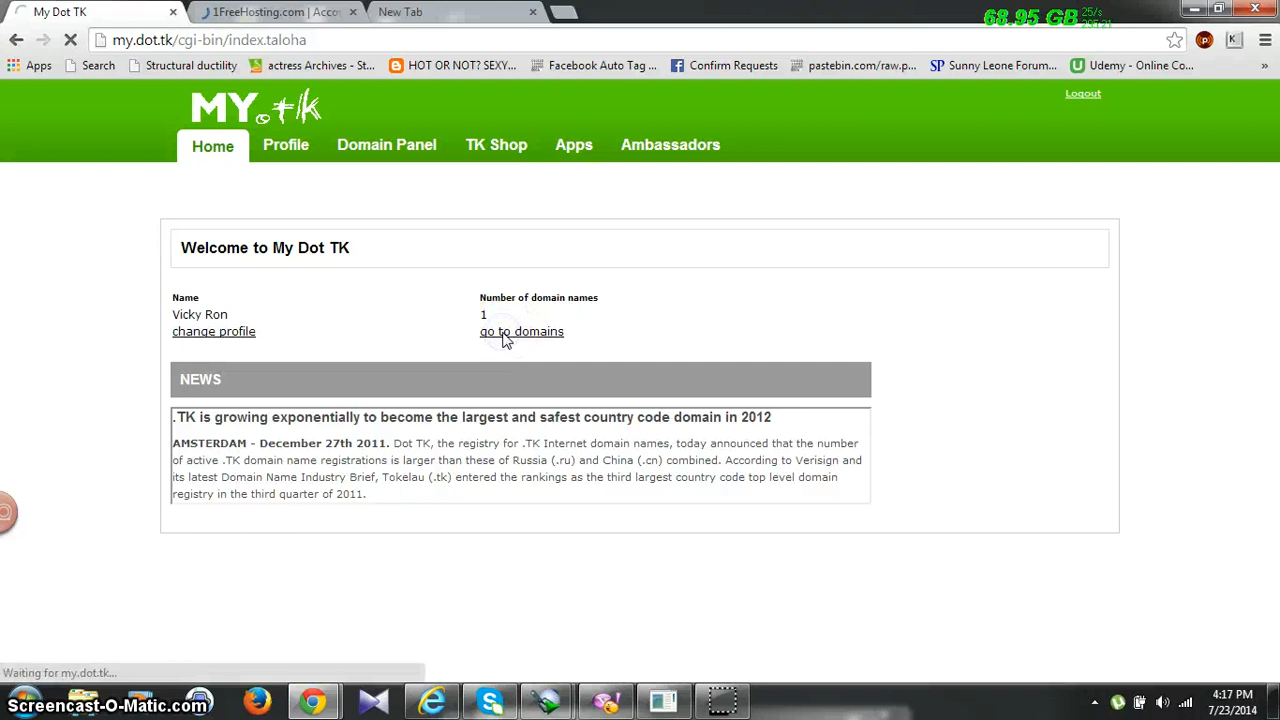 My Dot TK
1FreeHosting.com | Acco
New Tab
68.95 GB
25/s
my.dot.tk/cgi-bin/index.taloha
Apps
Search
Structural ductility
actress Archives - St...
HOT OR NOT? SEXY...
Facebook Auto Tag ...
Confirm Requests
pastebin.com/raw.p...
Sunny Leone Forum...
Udemy - Online Co...
»
MY.tk
Logout
Home
Profile
Domain Panel
TK Shop
Apps
Ambassadors
Welcome to My Dot TK
Name
Number of domain names
Vicky Ron
1
change profile
go to domains
NEWS
.TK is growing exponentially to become the largest and safest country code domain in 2012
AMSTERDAM - December 27th 2011. Dot TK, the registry for .TK Internet domain names, today announced that the number
of active .TK domain name registrations is larger than these of Russia (.ru) and China (.cn) combined. According to Verisign and
its latest Domain Name Industry Brief, Tokelau (.tk) entered the rankings as the third largest country code top level domain
registry in the third quarter of 2011.
Waiting for my.dot.tk...
4:17 PM
7/23/2014
Screencast-O-Matic.com